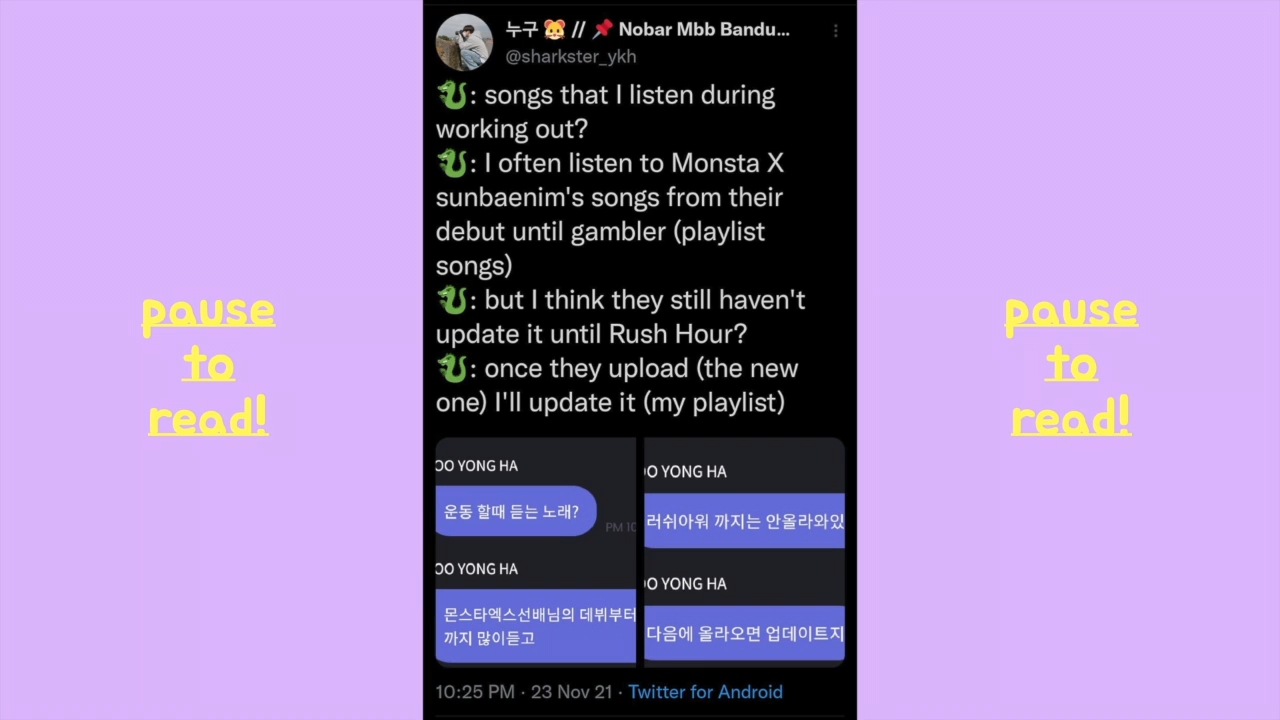 누구 🐹 // 📌 Nobar Mbb Bandu...
@sharkster_ykh
🐉: songs that I listen during
working out?
🐉: I often listen to Monsta X
sunbaenim's songs from their
debut until gambler (playlist
songs)
🐉: but I think they still haven't
update it until Rush Hour?
🐉: once they upload (the new
one) I'll update it (my playlist)
pause
to
read!
OO YONG HA
운동 할때 듣는 노래?
PM 10
OO YONG HA
몬스타엑스선배님의 데뷔부터
까지 많이듣고
O YONG HA
러쉬아워 까지는 안올라와있
O YONG HA
다음에 올라오면 업데이트지
10:25 PM · 23 Nov 21 · Twitter for Android
pause
to
read!